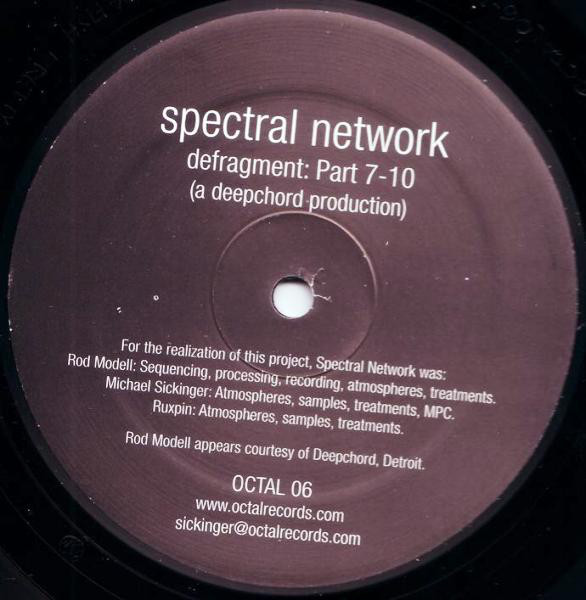 spectral network
defragment: Part 7-10
(a deepchord production)
For the realization of this project, Spectral Network was:
Rod Modell: Sequencing, processing, recording, atmospheres, treatments.
Michael Sickinger: Atmospheres, samples, treatments, MPC.
Ruxpin: Atmospheres, samples, treatments.
Rod Modell appears courtesy of Deepchord, Detroit.
OCTAL 06
www.octalrecords.com
sickinger@octalrecords.com